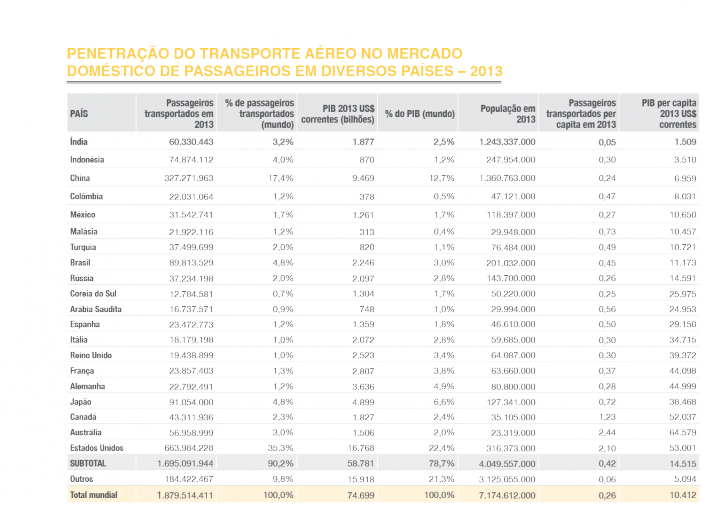 PENETRAÇÃO DO TRANSPORTE AÉREO NO MERCADO
DOMÉSTICO DE PASSAGEIROS EM DIVERSOS PAÍSES – 2013
PAÍS Passageiros transportados em 2013 % de passageiros transportados (mundo) PIB 2013 US$ correntes (bilhões) % do PIB (mundo) População em 2013 Passageiros transportados per capita em 2013 PIB per capita 2013 US$ correntes
Índia 60.330.443 3,2% 1.877 2,5% 1.243.337.000 0,05 1.509
Indonésia 74.874.112 4,0% 870 1,2% 247.954.000 0,30 3.510
China 327.271.963 17,4% 9.469 12,7% 1.360.763.000 0,24 6.959
Colômbia 22.031.064 1,2% 378 0,5% 47.121.000 0,47 8.031
México 31.542.741 1,7% 1.261 1,7% 118.397.000 0,27 10.650
Malásia 21.922.116 1,2% 313 0,4% 29.948.000 0,73 10.457
Turquia 37.499.699 2,0% 820 1,1% 76.484.000 0,49 10.721
Brasil 89.813.529 4,8% 2.246 3,0% 201.032.000 0,45 11.173
Rússia 37.234.198 2,0% 2.097 2,8% 143.700.000 0,26 14.591
Coreia do Sul 12.784.581 0,7% 1.304 1,7% 50.220.000 0,25 25.975
Arábia Saudita 16.737.571 0,9% 748 1,0% 29.994.000 0,56 24.953
Espanha 23.472.773 1,2% 1.359 1,8% 46.610.000 0,50 29.150
Itália 18.179.198 1,0% 2.072 2,8% 59.685.000 0,30 34.715
Reino Unido 19.438.899 1,0% 2.523 3,4% 64.087.000 0,30 39.372
França 23.857.403 1,3% 2.807 3,8% 63.660.000 0,37 44.098
Alemanha 22.792.491 1,2% 3.636 4,9% 80.800.000 0,28 44.999
Japão 91.054.000 4,8% 4.899 6,6% 127.341.000 0,72 38.468
Canadá 43.311.936 2,3% 1.827 2,4% 35.105.000 1,23 52.037
Austrália 56.958.999 3,0% 1.506 2,0% 23.319.000 2,44 64.579
Estados Unidos 663.984.228 35,3% 16.768 22,4% 316.373.000 2,10 53.001
SUBTOTAL 1.695.091.944 90,2% 58.781 78,7% 4.049.557.000 0,42 14.515
Outros 184.422.467 9,8% 15.918 21,3% 3.125.055.000 0,06 5.094
Total mundial 1.879.514.411 100,0% 74.699 100,0% 7.174.612.000 0,26 10.412